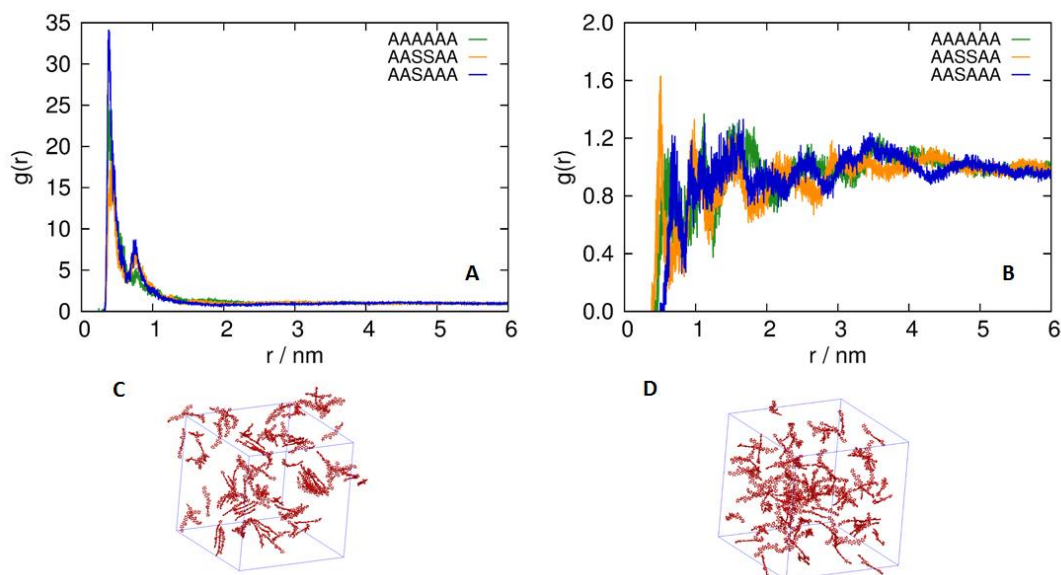 35
30
25
20
15
10
5
0
g(r)
AAAAAA
AASSAA
AASAAA
A
0 1 2 3 4 5 6
r / nm
2.0
1.6
1.2
0.8
0.4
0.0
g(r)
AAAAAA
AASSAA
AASAAA
B
0 1 2 3 4 5 6
r / nm
C
D